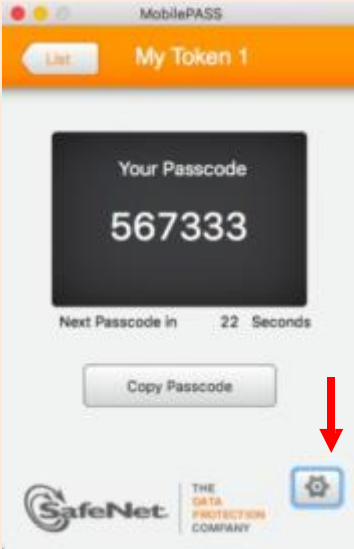 MobilePASS
List My Token 1
Your Passcode
567333
Next Passcode in 22 Seconds
Copy Passcode
SafeNet.
THE
DATA
PROTECTION
COMPANY